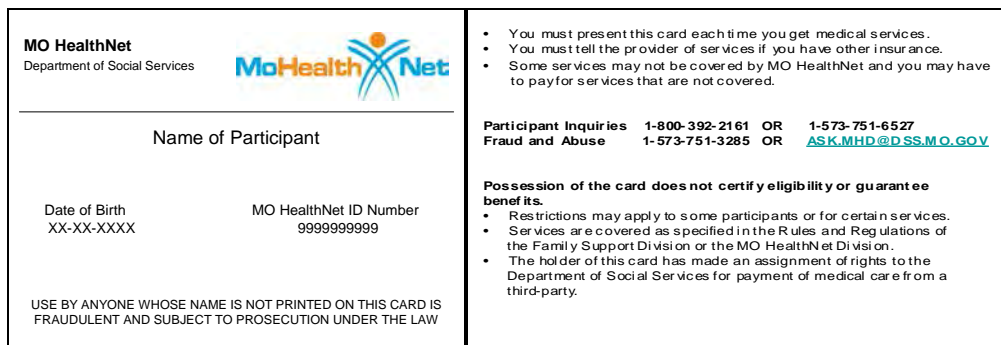 MO HealthNet
Department of Social Services
MoHealthNet
Name of Participant
Date of Birth MO HealthNet ID Number
XX-XX-XXXX 9999999999
USE BY ANYONE WHOSE NAME IS NOT PRINTED ON THIS CARD IS
FRAUDULENT AND SUBJECT TO PROSECUTION UNDER THE LAW
• You must present this card each time you get medical services.
• You must tell the provider of services if you have other insurance.
• Some services may not be covered by MO HealthNet and you may have
to pay for services that are not covered.
Participant Inquiries 1-800-392-2161 OR 1-573-751-6527
Fraud and Abuse 1-573-751-3285 OR ASK.MHD@DSS.MO.GOV
Possession of the card does not certify eligibility or guarantee
benefits.
• Restrictions may apply to some participants or for certain services.
• Services are covered as specified in the Rules and Regulations of
the Family Support Division or the MO HealthNet Division.
• The holder of this card has made an assignment of rights to the
Department of Social Services for payment of medical care from a
third-party.